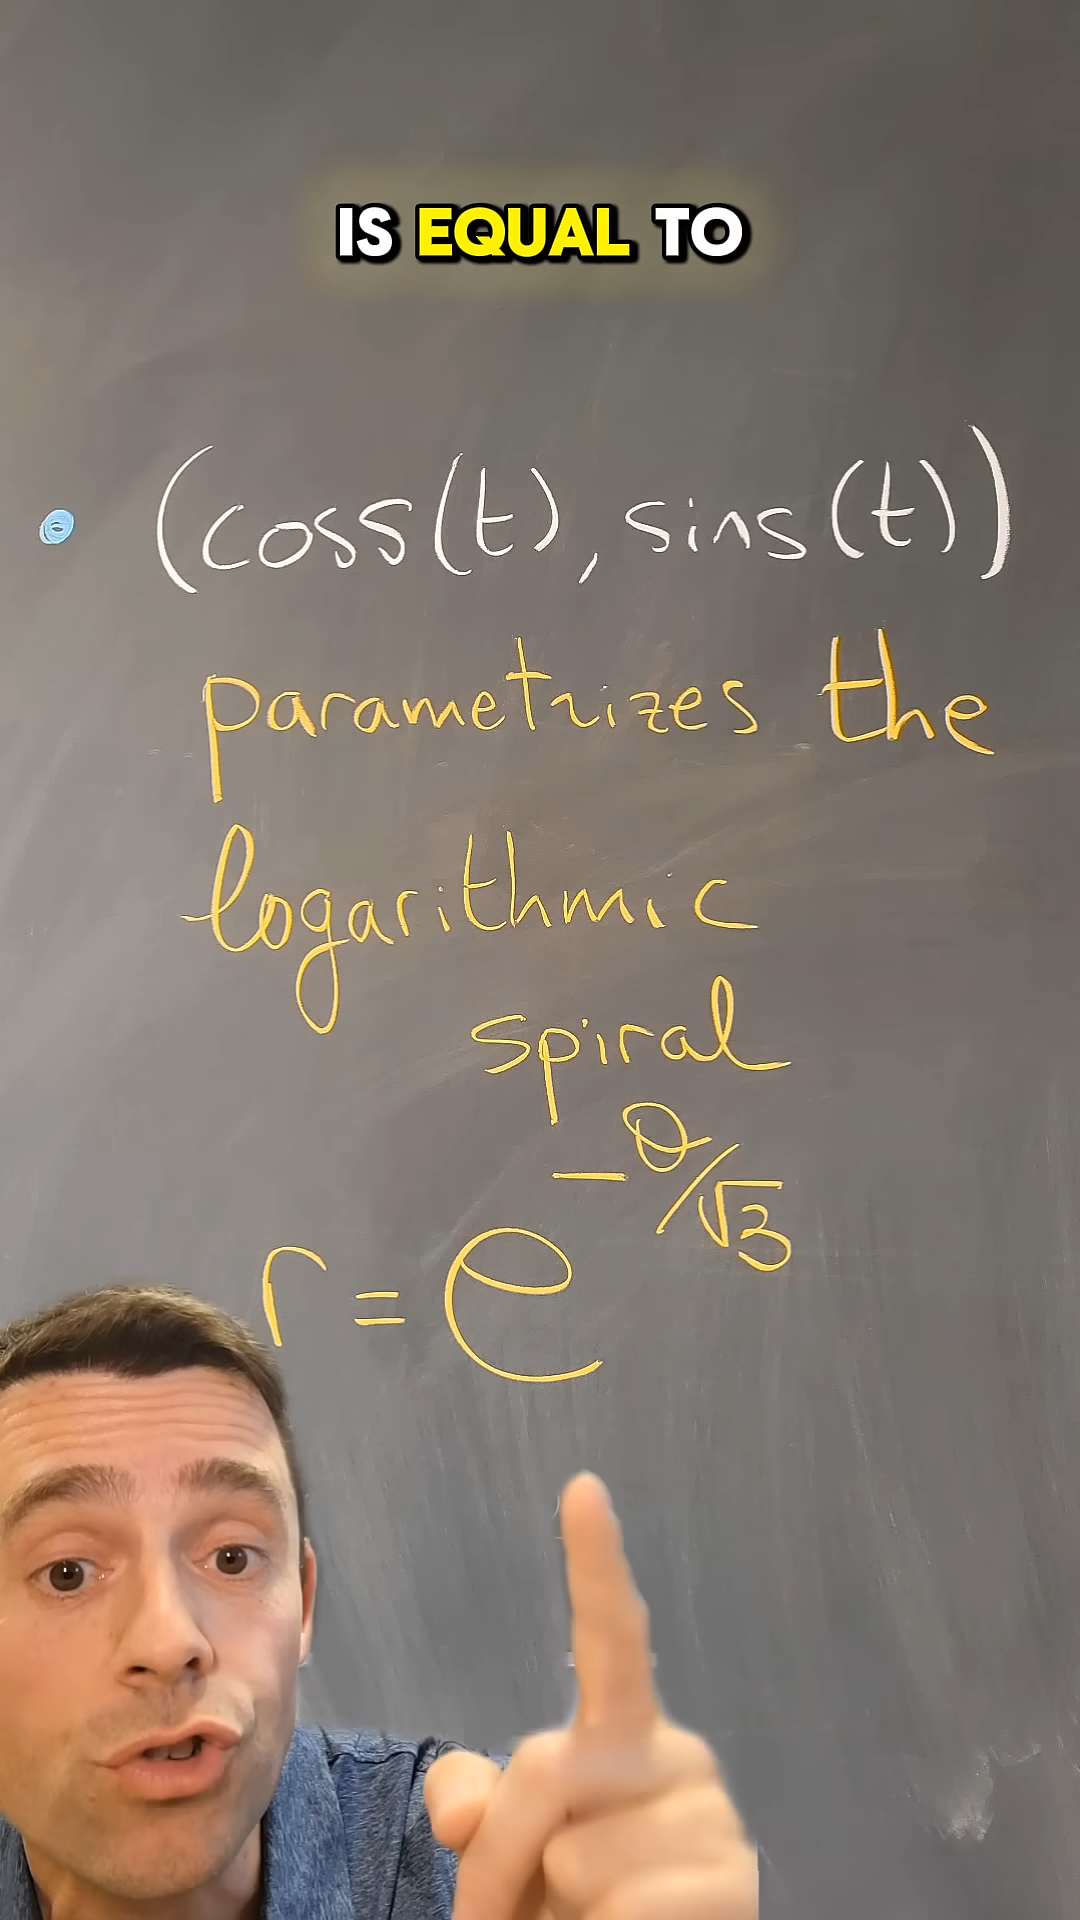 IS EQUAL TO
• (coss(t), sins(t))
parametrizes the
logarithmic
spiral
r = e^{-θ/√3}